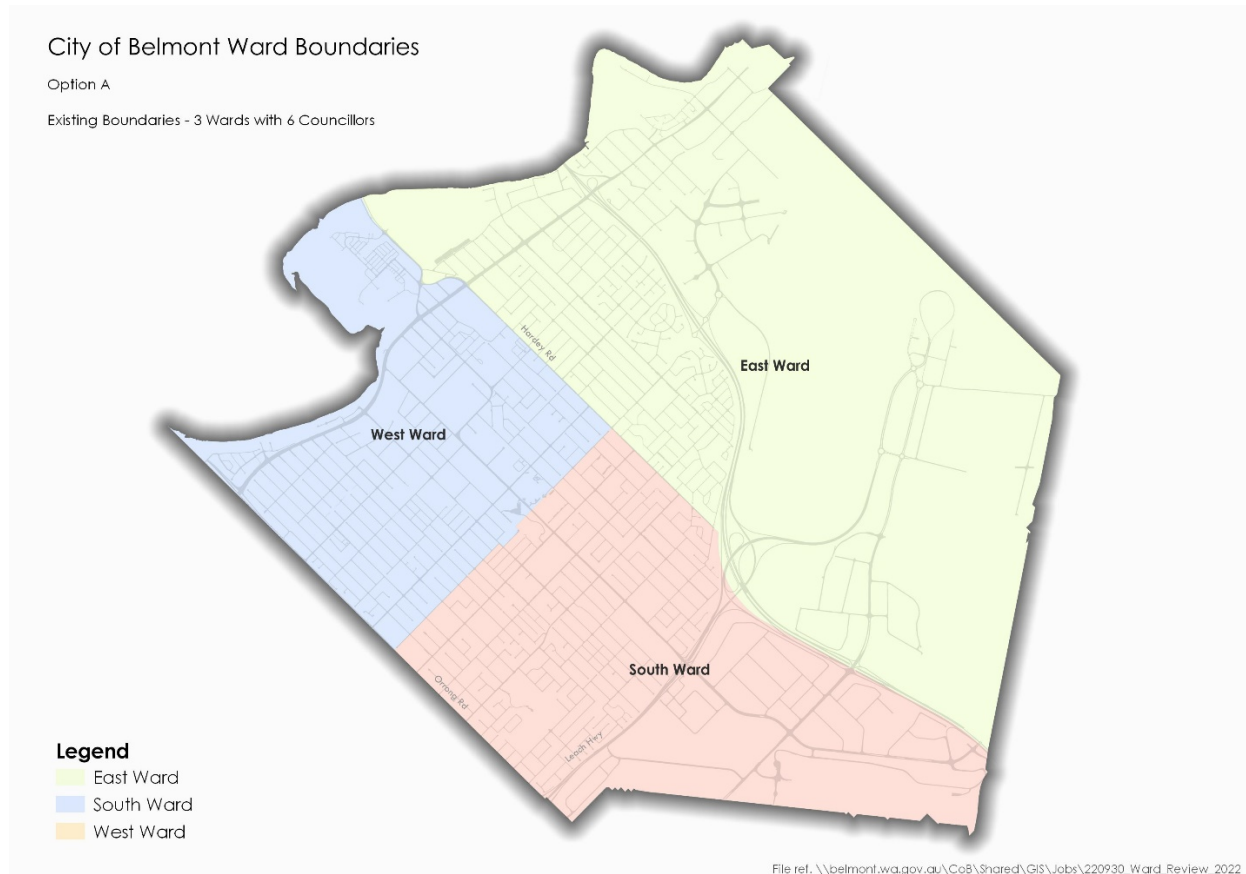 City of Belmont Ward Boundaries
Option A
Existing Boundaries - 3 Wards with 6 Councillors
Hardey Rd
East Ward
West Ward
South Ward
Orrong Rd
Leach Hwy
Legend
East Ward
South Ward
West Ward
File ref. \\belmont.wa.gov.au\CoB\Shared\GIS\Jobs\220930_Ward_Review_2022